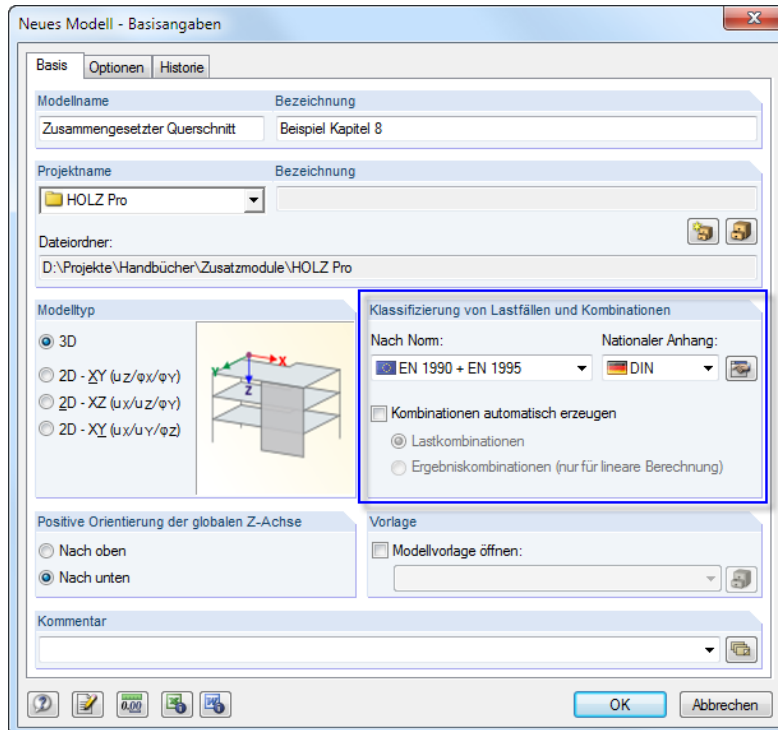 Neues Modell - Basisangaben
Basis Optionen Historie
Modellname Bezeichnung
Zusammengesetzter Querschnitt Beispiel Kapitel 8
Projektname Bezeichnung
HOLZ Pro
Dateiordner:
D:\Projekte\Handbücher\Zusatzmodule\HOLZ Pro
Modelltyp
3D
2D - XY (uZ/φX/φY)
2D - XZ (uX/uZ/φY)
2D - XY (uX/uY/φZ)
X
Y
Z
Klassifizierung von Lastfällen und Kombinationen
Nach Norm: Nationaler Anhang:
EN 1990 + EN 1995 DIN
Kombinationen automatisch erzeugen
Lastkombinationen
Ergebniskombinationen (nur für lineare Berechnung)
Positive Orientierung der globalen Z-Achse
Nach oben
Nach unten
Vorlage
Modellvorlage öffnen:
Kommentar
0.00
OK Abbrechen